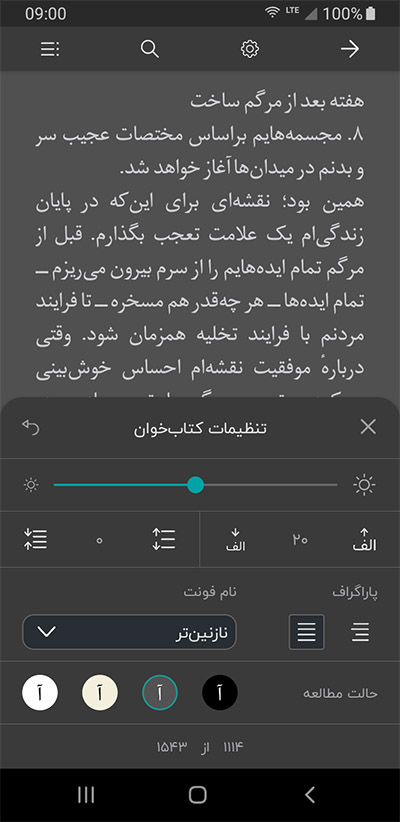 09:00 LTE 100%
هفته بعد از مرگم ساخت
۸. مجسمه‌هایم براساس مختصات عجیب سر
و بدنم در میدان‌ها آغاز خواهد شد.
همین بود؛ نقشه‌ای برای این‌که در پایان
زندگی‌ام یک علامت تعجب بگذارم. قبل از
مرگم تمام ایده‌هایم را از سرم بیرون می‌ریزم ــ
تمام ایده‌ها ــ هر چه‌قدر هم مسخره ــ تا فرایند
مردنم با فرایند تخلیه همزمان شود. وقتی
دربارهٔ موفقیت نقشه‌ام احساس خوش‌بینی
تنظیمات کتاب‌خوان
الف ۲۰ الف ۰
پاراگراف نام فونت
نازنین‌تر
حالت مطالعه آ آ آ آ
۱۱۱۴ از ۱۵۴۳